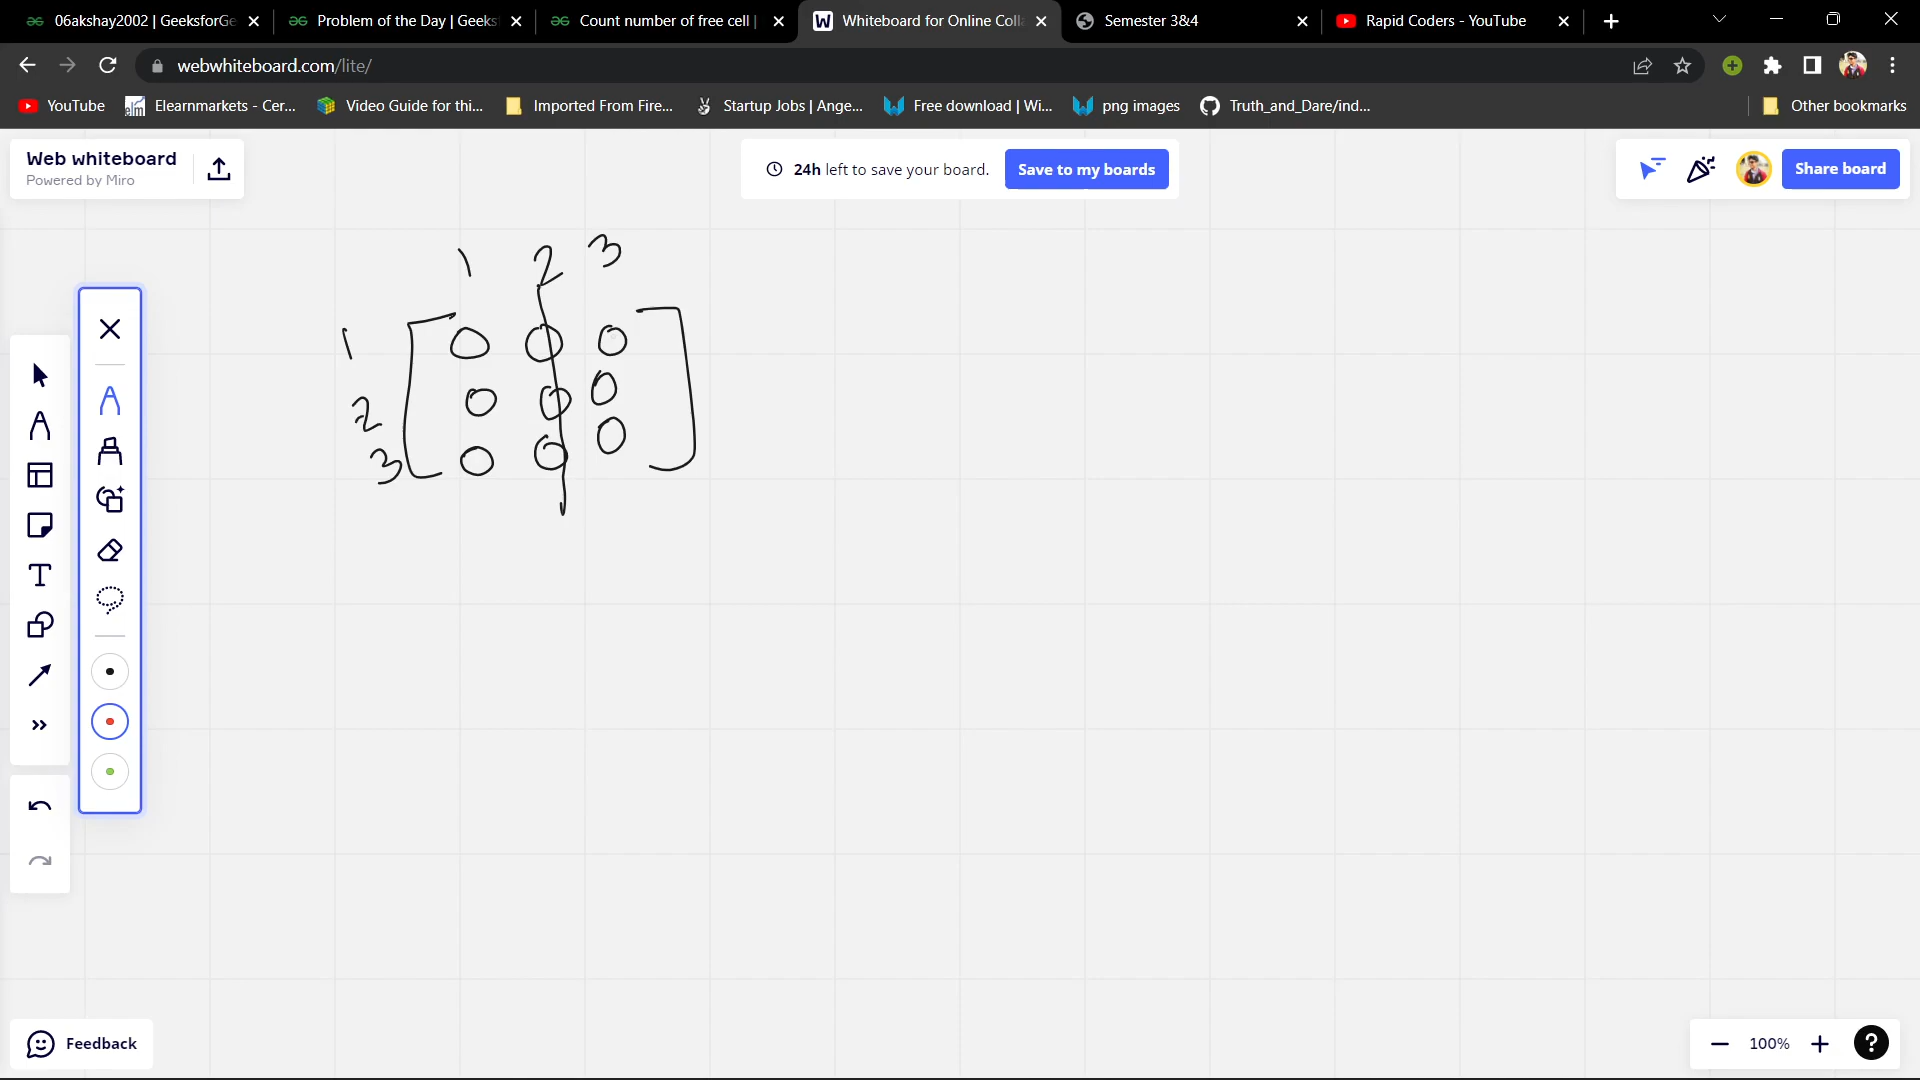 06akshay2002 | GeeksforGe
Problem of the Day | Geeks
Count number of free cell |
Whiteboard for Online Colla
Semester 3&4
Rapid Coders - YouTube
webwhiteboard.com/lite/
YouTube
Elearnmarkets - Cer...
Video Guide for thi...
Imported From Fire...
Startup Jobs | Ange...
Free download | Wi...
png images
Truth_and_Dare/ind...
Other bookmarks
Web whiteboard
Powered by Miro
24h left to save your board.
Save to my boards
Share board
1 2 3
1 0 0 0
2 0 0 0
3 0 0 0
Feedback
100%